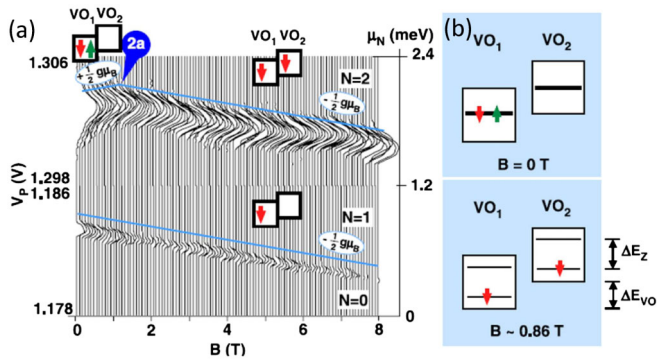 (a)
VO1 VO2
2a
1.306
+ 1/2 gμB
VO1 VO2
μN (meV)
2.4
N=2
- 1/2 gμB
VP (V)
1.298
1.186
1.2
N=1
- 1/2 gμB
N=0
1.178
0
0 2 4 6 8
B (T)
(b)
VO1
VO2
B = 0 T
VO1
VO2
ΔEZ
ΔEVO
B ~ 0.86 T